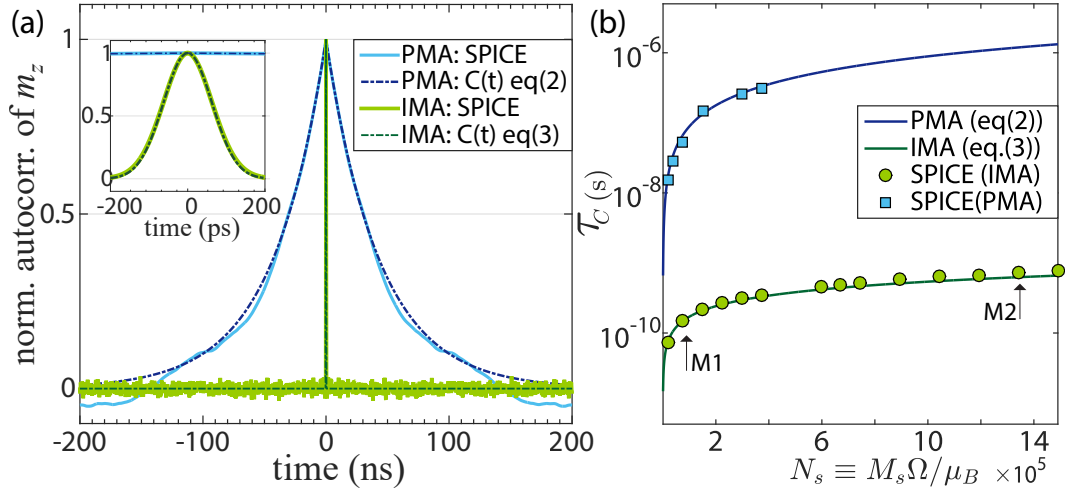 (a)
norm. autocorr. of m_z
1
0.5
0
-200
-100
0
100
200
time (ns)
PMA: SPICE
PMA: C(t) eq(2)
IMA: SPICE
IMA: C(t) eq(3)
1
0.5
0
-200
0
200
time (ps)
(b)
τ_C (s)
10^-6
10^-8
10^-10
PMA (eq(2))
IMA (eq.(3))
SPICE (IMA)
SPICE(PMA)
M1
M2
2
6
10
14
N_s ≡ M_sΩ/μ_B ×10^5